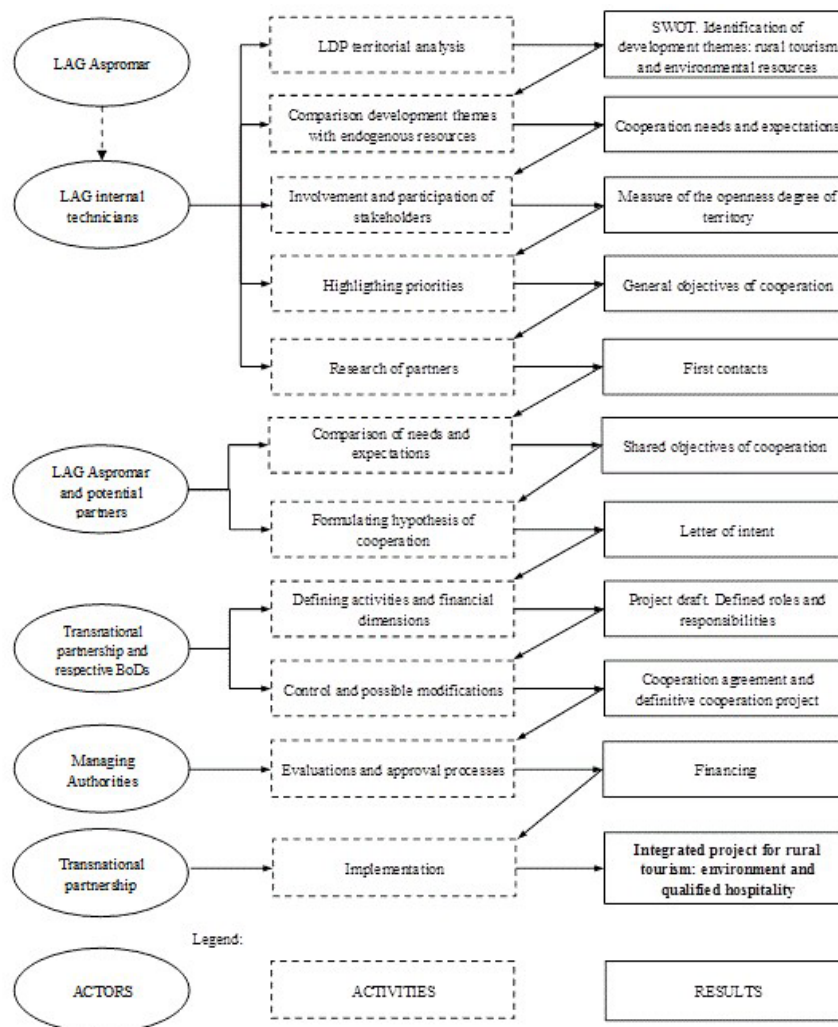 LAG Aspromar
LDP territorial analysis
SWOT. Identification of
development themes: rural tourism
and environmental resources
Comparison development themes
with endogenous resources
Cooperation needs and expectations
LAG internal
technicians
Involvement and participation of
stakeholders
Measure of the openness degree of
territory
Highligthing priorities
General objectives of cooperation
Research of partners
First contacts
LAG Aspromar
and potential
partners
Comparison of needs and
expectations
Shared objectives of cooperation
Formulating hypothesis of
cooperation
Letter of intent
Transnational
partnership and
respective BoDs
Defining activities and financial
dimensions
Project draft. Defined roles and
responsibilities
Control and possible modifications
Cooperation agreement and
definitive cooperation project
Managing
Authorities
Evaluations and approval processes
Financing
Transnational
partnership
Implementation
Integrated project for rural
tourism: environment and
qualified hospitality
Legend:
ACTORS
ACTIVITIES
RESULTS